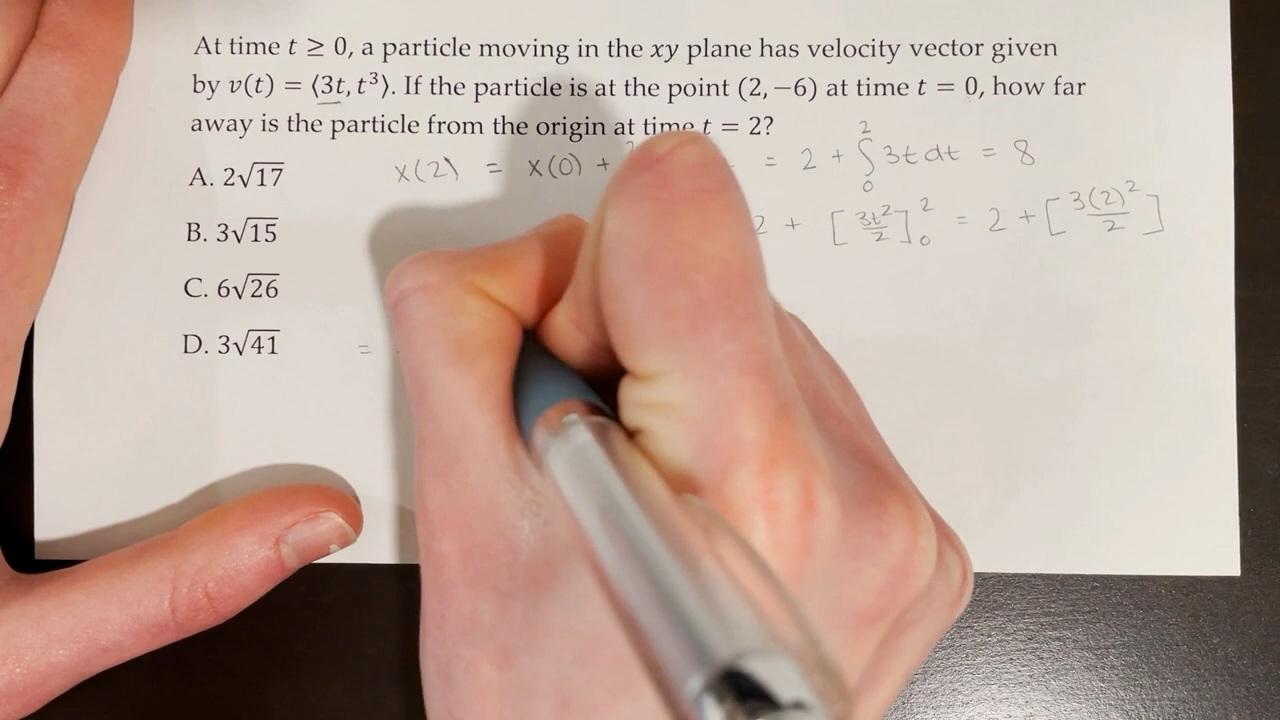 At time t ≥ 0, a particle moving in the xy plane has velocity vector given
by v(t) = ⟨3t, t³⟩. If the particle is at the point (2, −6) at time t = 0, how far
away is the particle from the origin at time t = 2?
x(2) = x(0) + = 2 + ∫₀² 3t dt = 8
A. 2√17
2 + [3t²/2]₀² = 2 + [3(2)²/2]
B. 3√15
C. 6√26
D. 3√41
=